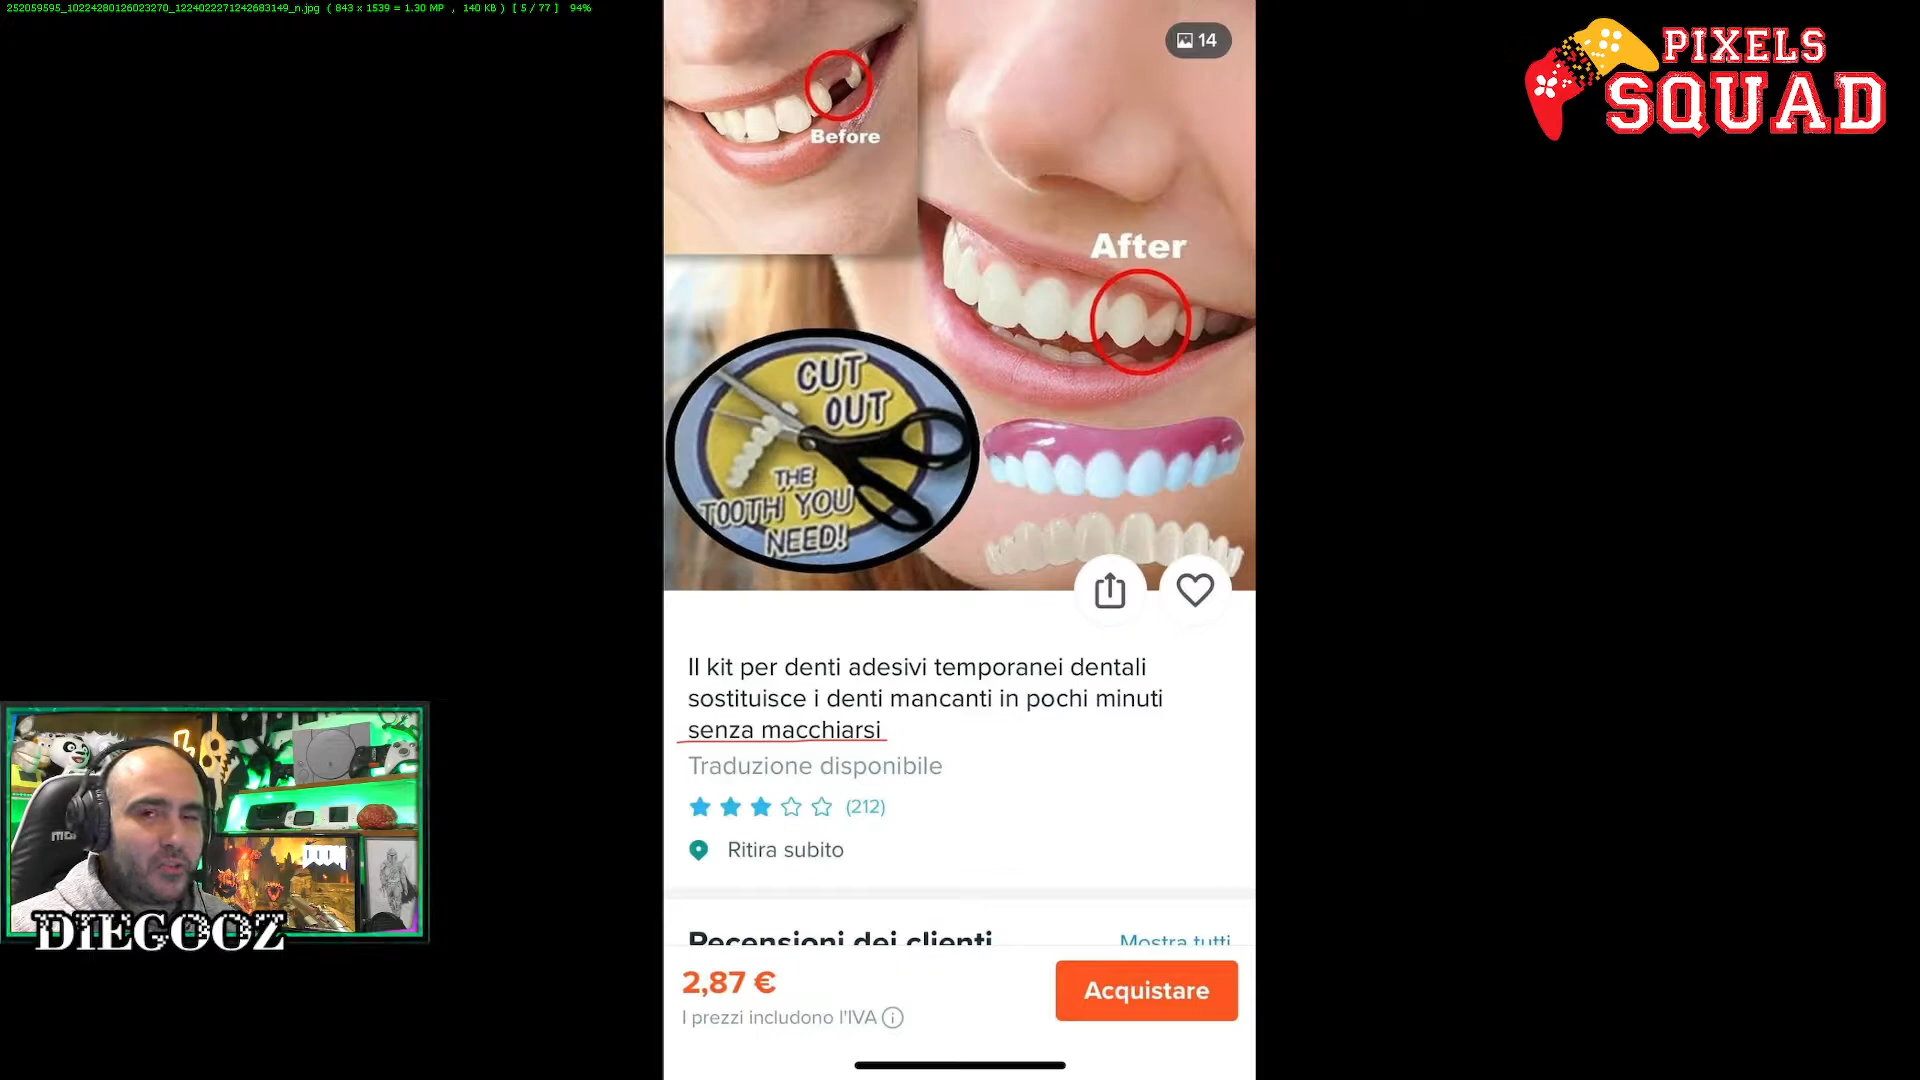 252059595_10224280126023270_1224022271242683149_n.jpg ( 843 x 1539 = 1.30 MP , 140 KB ) [ 5 / 77 ] 94%
14
PIXELS
SQUAD
Before
After
CUT
OUT
THE
TOOTH YOU
NEED!
Il kit per denti adesivi temporanei dentali
sostituisce i denti mancanti in pochi minuti
senza macchiarsi
Traduzione disponibile
(212)
Ritira subito
Recensioni dei clienti
Mostra tutti
2,87 €
Acquistare
I prezzi includono l'IVA
DIEGOOZ